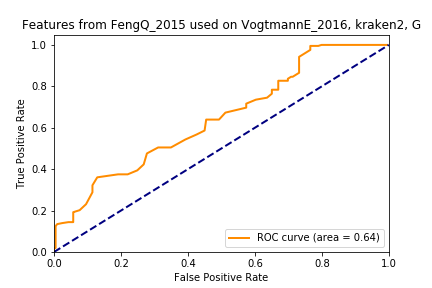 Features from FengQ_2015 used on VogtmannE_2016, kraken2, G
1.0
0.8
0.6
0.4
0.2
0.0
True Positive Rate
ROC curve (area = 0.64)
0.0 0.2 0.4 0.6 0.8 1.0
False Positive Rate